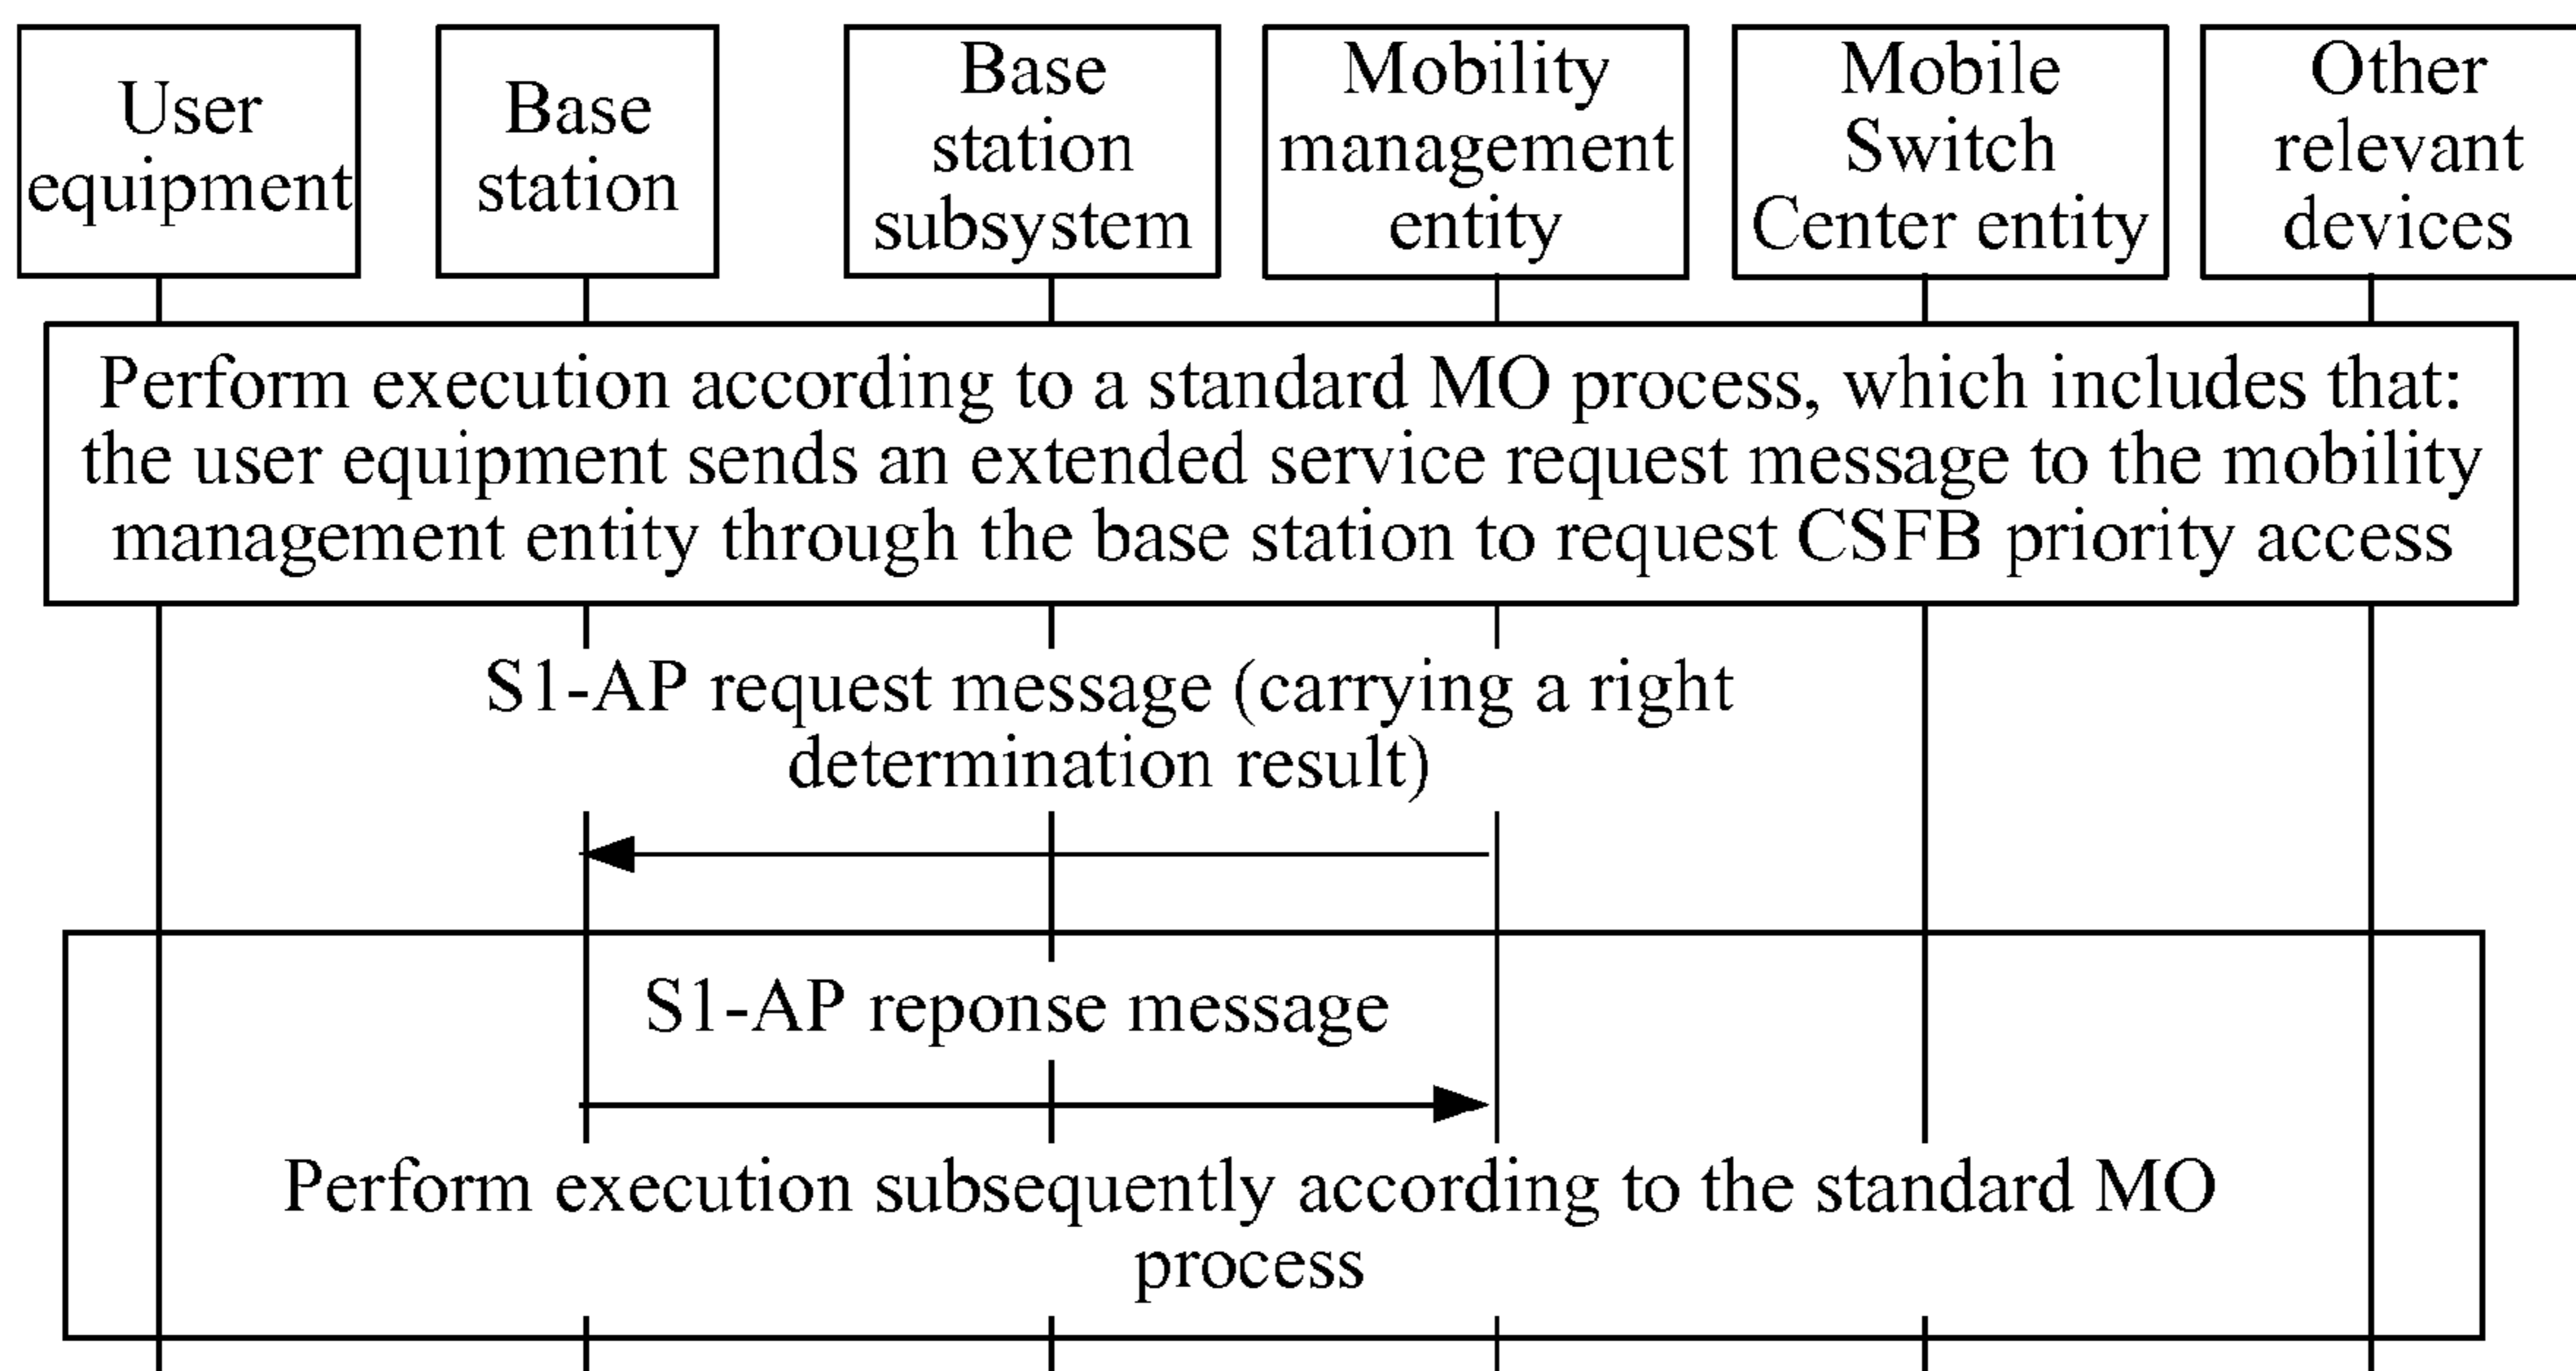 User
equipment
Base
station
Base
station
subsystem
Mobility
management
entity
Mobile
Switch
Center entity
Other
relevant
devices
Perform execution according to a standard MO process, which includes that:
the user equipment sends an extended service request message to the mobility
management entity through the base station to request CSFB priority access
S1-AP request message (carrying a right
determination result)
S1-AP reponse message
Perform execution subsequently according to the standard MO
process